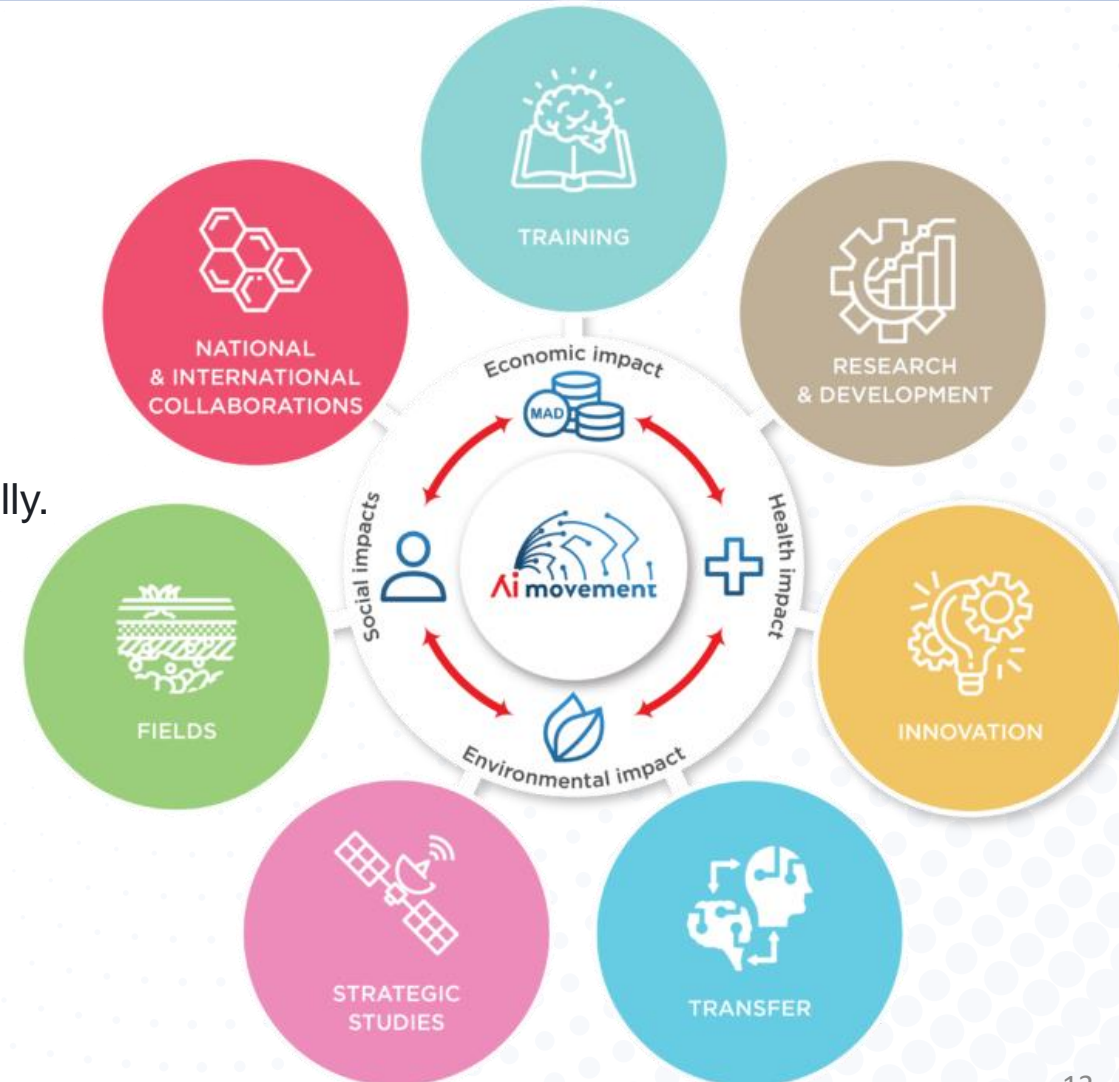 TRAINING
NATIONAL
& INTERNATIONAL
COLLABORATIONS
RESEARCH
& DEVELOPMENT
Economic impact
MAD
lly.
Social impacts
Health impact
Ai movement
FIELDS
INNOVATION
Environmental impact
STRATEGIC
STUDIES
TRANSFER